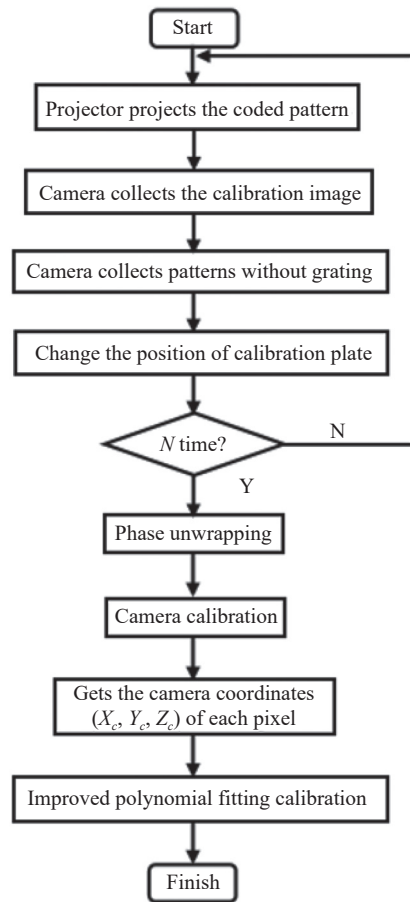 Start
Projector projects the coded pattern
Camera collects the calibration image
Camera collects patterns without grating
Change the position of calibration plate
N time?
N
Y
Phase unwrapping
Camera calibration
Gets the camera coordinates
(Xc, Yc, Zc) of each pixel
Improved polynomial fitting calibration
Finish